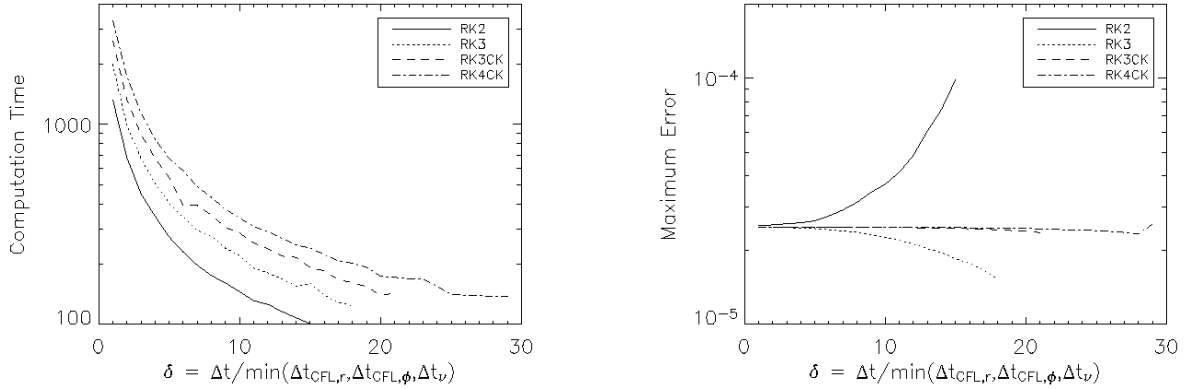 RK2
RK3
RK3CK
RK4CK
1000
100
Computation Time
0 10 20 30
δ = Δt/min(Δt_CFL,r,Δt_CFL,ϕ,Δt_ν)
RK2
RK3
RK3CK
RK4CK
10⁻⁴
10⁻⁵
Maximum Error
0 10 20 30
δ = Δt/min(Δt_CFL,r,Δt_CFL,ϕ,Δt_ν)